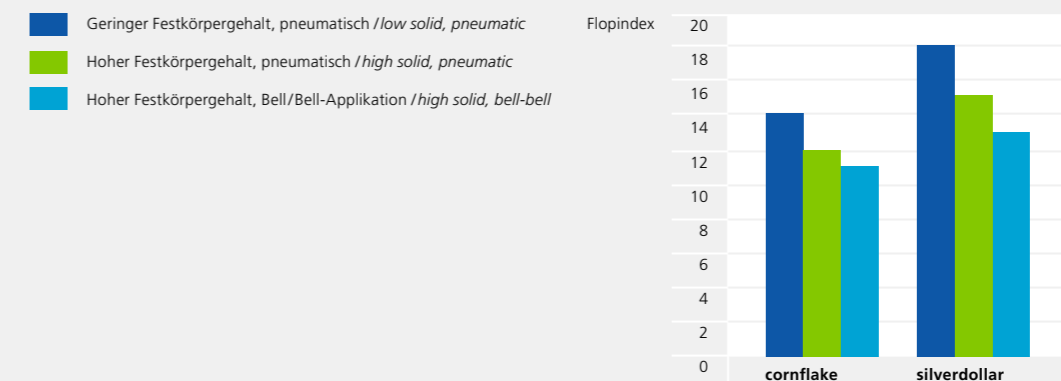 Geringer Festkörpergehalt, pneumatisch / low solid, pneumatic
Hoher Festkörpergehalt, pneumatisch / high solid, pneumatic
Hoher Festkörpergehalt, Bell/Bell-Applikation / high solid, bell-bell
Flopindex
20
18
16
14
12
10
8
6
4
2
0
cornflake silverdollar